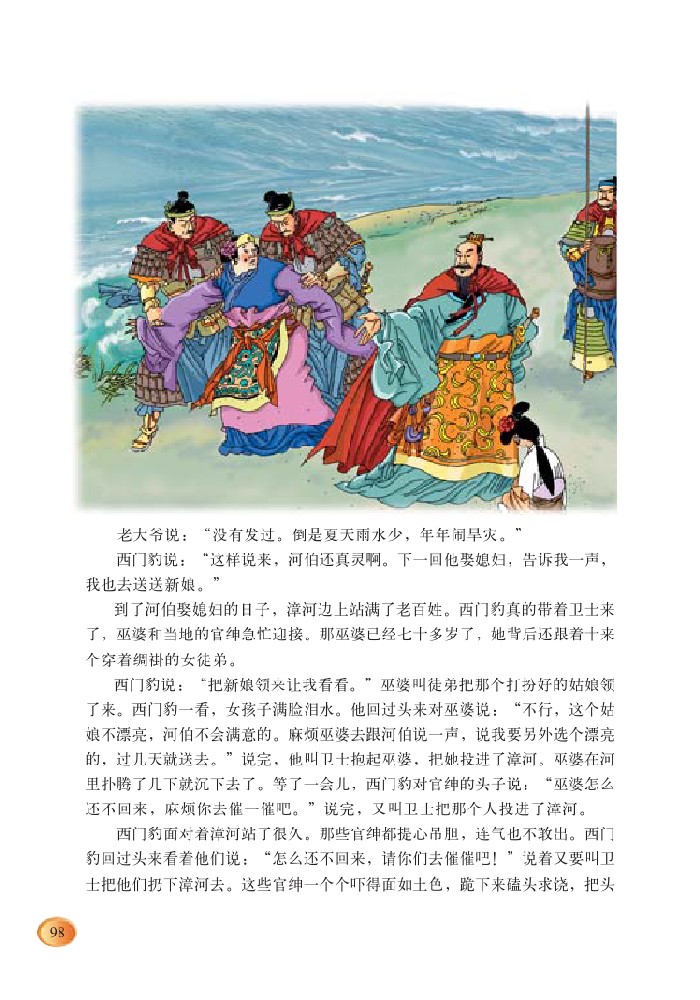 老大爷说：“没有发过。倒是夏天雨水少，年年闹旱灾。”
西门豹说：“这样说来，河伯还真灵啊。下一回他娶媳妇，告诉我一声，
我也去送送新娘。”
到了河伯娶媳妇的日子，漳河边上站满了老百姓。西门豹真的带着卫士来
了，巫婆和当地的官绅急忙迎接。那巫婆已经七十多岁了，她背后还跟着十来
个穿着绸褂的女徒弟。
西门豹说：“把新娘领来让我看看。”巫婆叫徒弟把那个打扮好的姑娘领
了来。西门豹一看，女孩子满脸泪水。他回过头来对巫婆说：“不行，这个姑
娘不漂亮，河伯不会满意的。麻烦巫婆去跟河伯说一声，说我要另外选个漂亮
的，过几天就送去。”说完，他叫卫士抱起巫婆，把她投进了漳河。巫婆在河
里扑腾了几下就沉下去了。等了一会儿，西门豹对官绅的头子说：“巫婆怎么
还不回来，麻烦你去催一催吧。”说完，又叫卫士把那个人投进了漳河。
西门豹面对着漳河站了很久。那些官绅都提心吊胆，连气也不敢出。西门
豹回过头来看着他们说：“怎么还不回来，请你们去催催吧！”说着又要叫卫
士把他们扔下漳河去。这些官绅一个个吓得面如土色，跪下来磕头求饶，把头
98